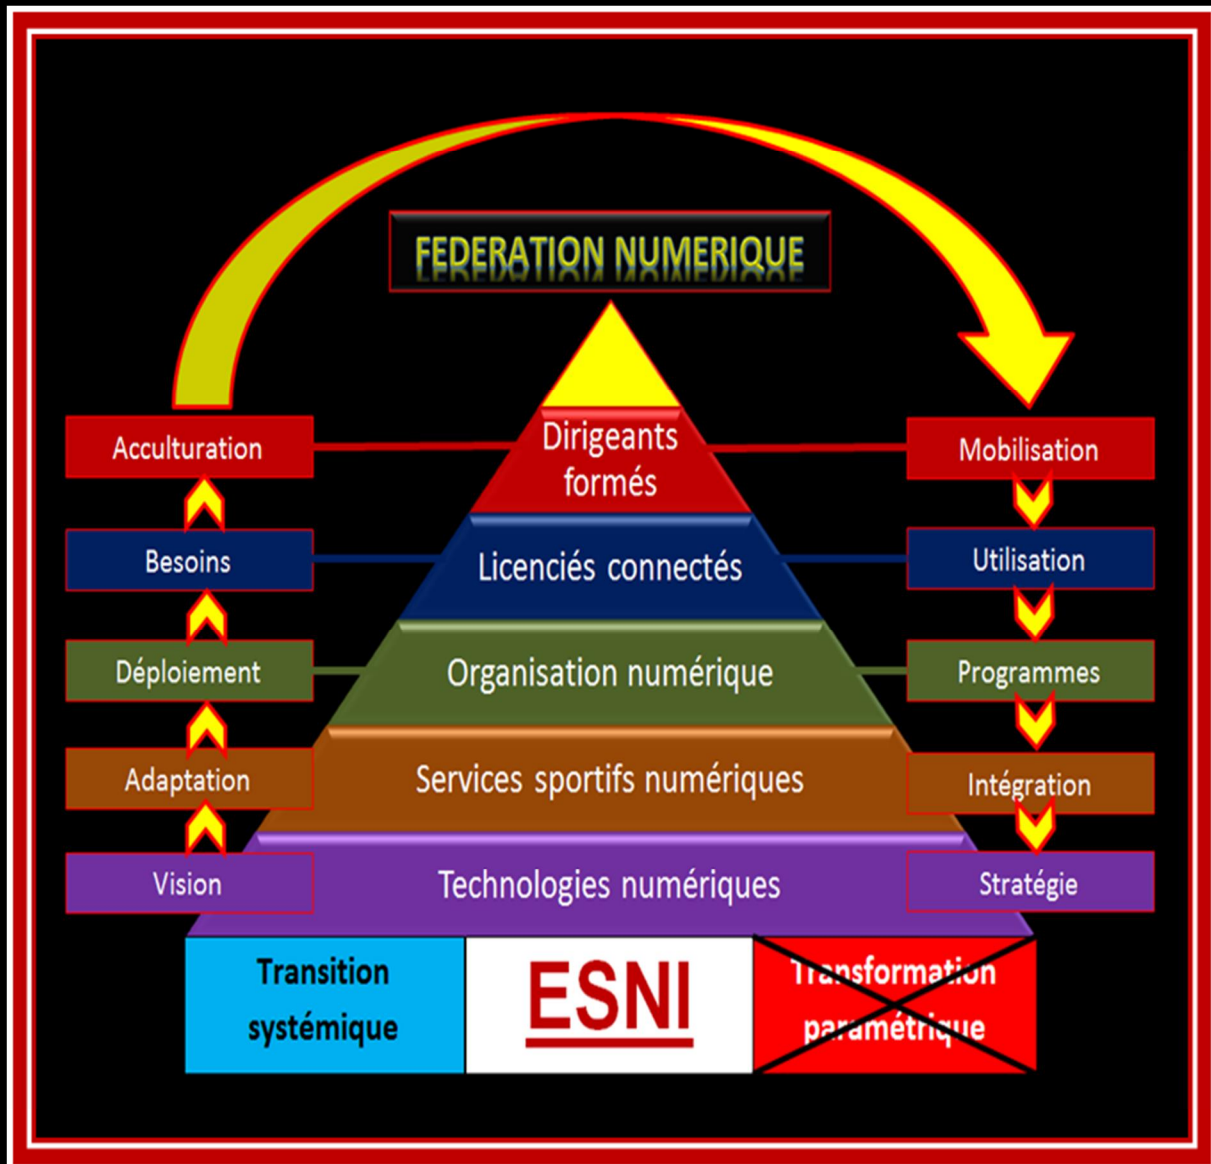 FEDERATION NUMERIQUE
Acculturation
Dirigeants
formés
Mobilisation
Besoins
Licenciés connectés
Utilisation
Déploiement
Organisation numérique
Programmes
Adaptation
Services sportifs numériques
Intégration
Vision
Technologies numériques
Stratégie
Transition
systémique
ESNI
Transformation
paramétrique